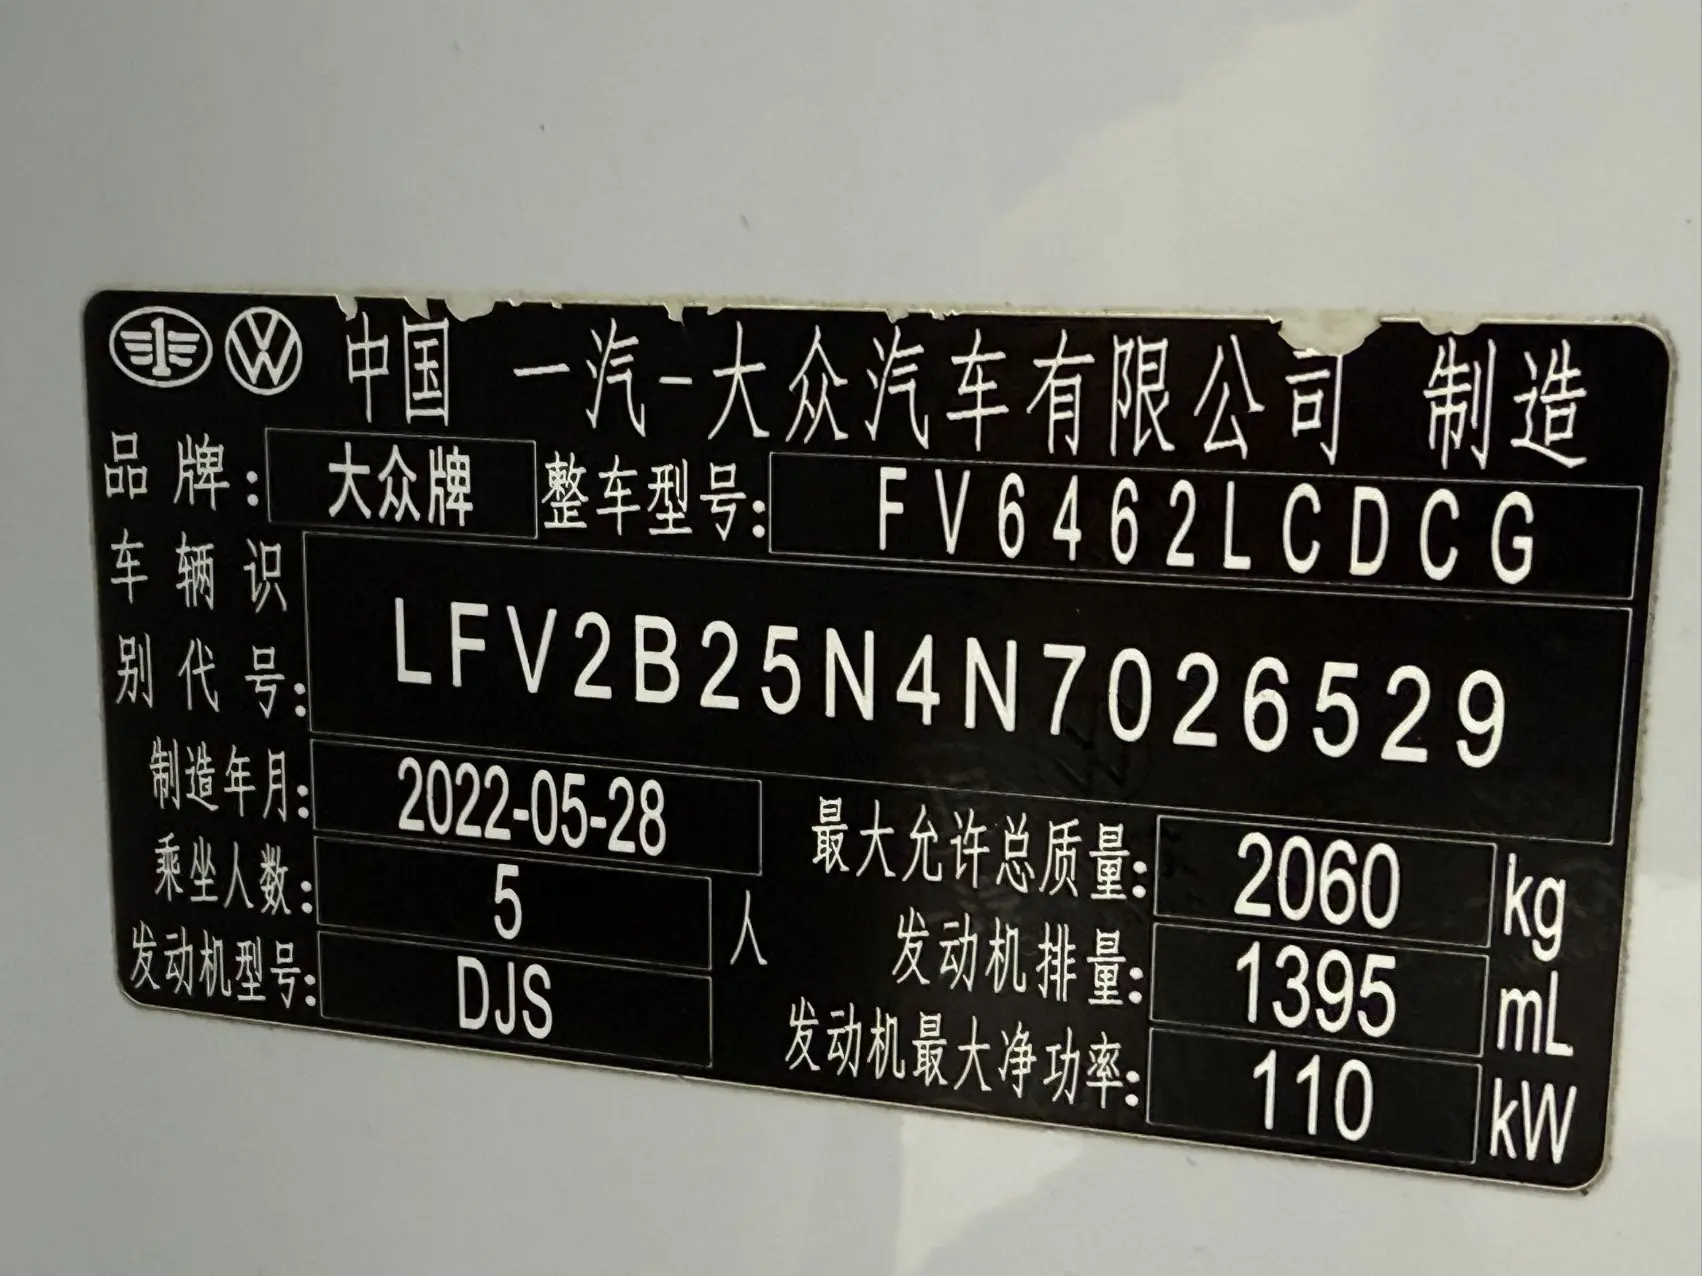 中国 一汽-大众汽车有限公司 制造
品牌: 大众牌 整车型号: FV6462LCDCG
车辆识别代号: LFV2B25N4N7026529
制造年月: 2022-05-28 最大允许总质量: 2060 kg
乘坐人数: 5 人 发动机排量: 1395 mL
发动机型号: DJS 发动机最大净功率: 110 kW